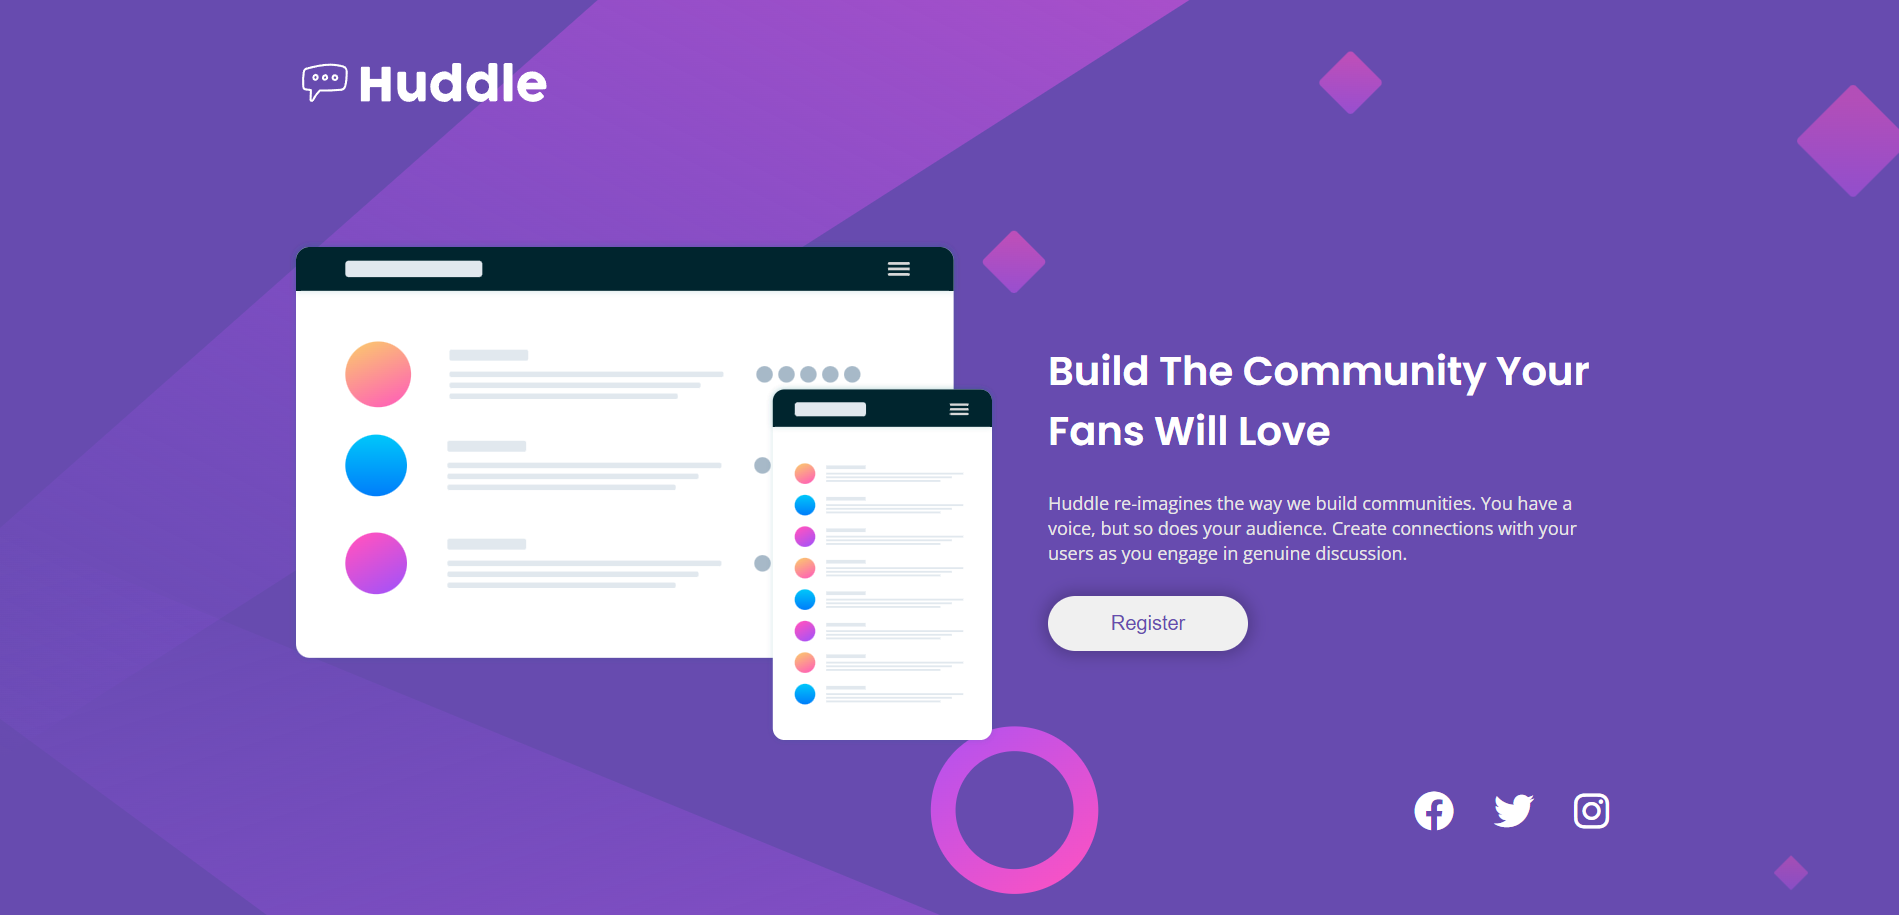 Huddle
Build The Community Your
Fans Will Love
Huddle re-imagines the way we build communities. You have a
voice, but so does your audience. Create connections with your
users as you engage in genuine discussion.
Register